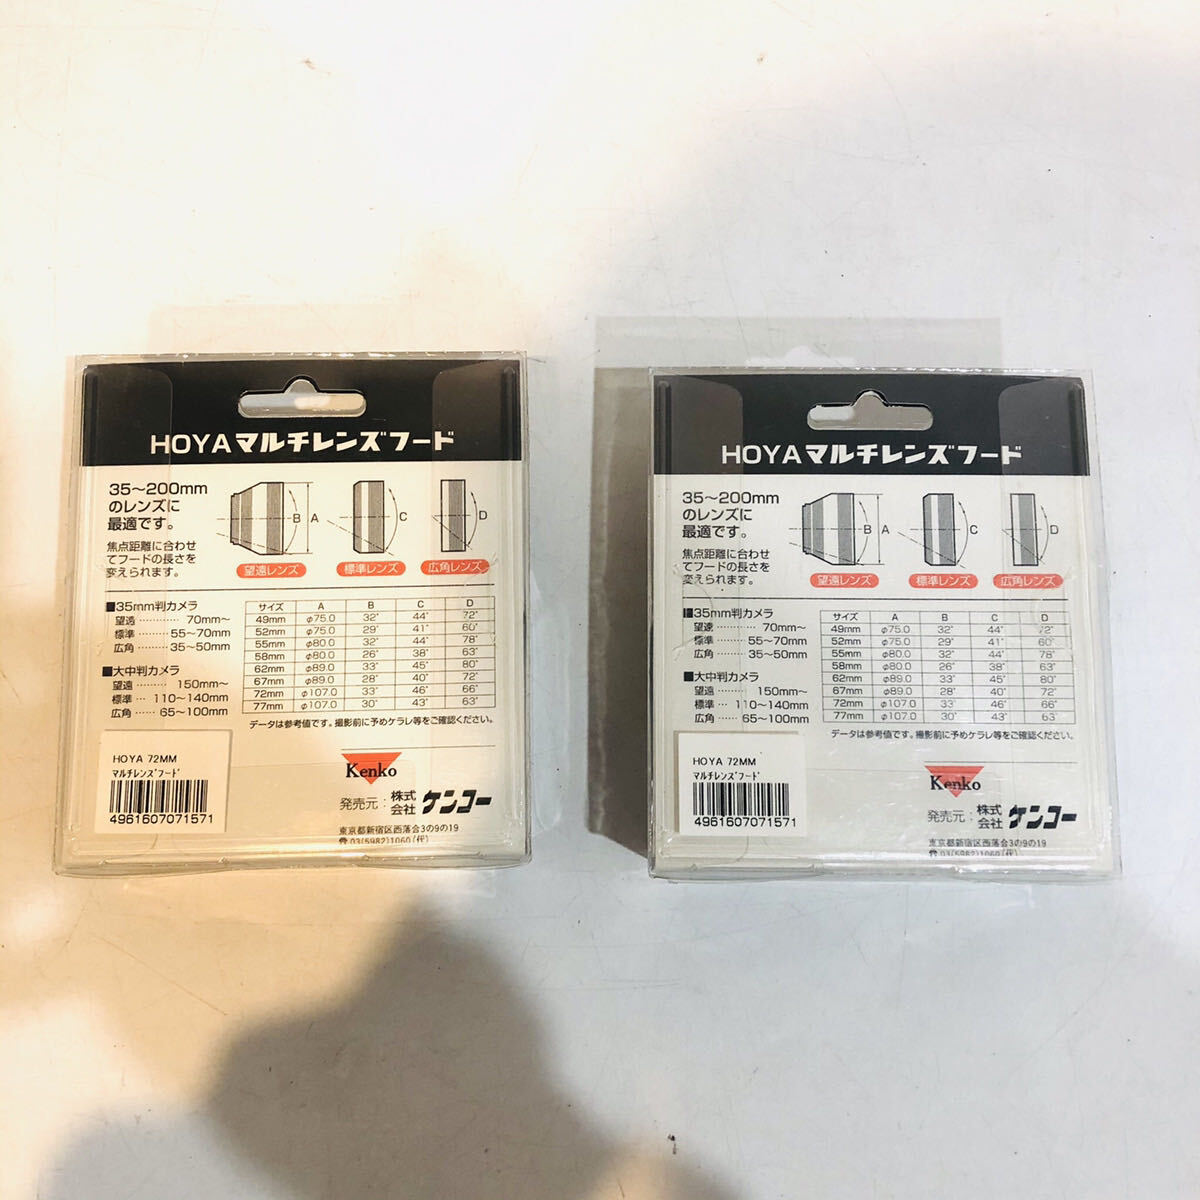 HOYAマルチレンズフード
35～200mm
のレンズに
最適です。
焦点距離に合わせ
てフードの長さを
変えられます。
B A C D
望遠レンズ 標準レンズ 広角レンズ
■35mm判カメラ
望遠 ………… 70mm～
標準 ……… 55～70mm
広角 ……… 35～50mm
■大中判カメラ
望遠 ……… 150mm～
標準 … 110～140mm
広角 …… 65～100mm
サイズ A B C D
49mm φ75.0 32° 44° 72°
52mm φ75.0 29° 41° 60°
55mm φ80.0 32° 44° 78°
58mm φ80.0 26° 38° 63°
62mm φ89.0 33° 45° 80°
67mm φ89.0 28° 40° 72°
72mm φ107.0 33° 46° 66°
77mm φ107.0 30° 43° 63°
データは参考値です。撮影前に予めケラレ等をご確認ください。
HOYA 72MM
ﾏﾙﾁﾚﾝｽﾞﾌｰﾄﾞ
4961607071571
Kenko
発売元：株式会社 ケンコー
東京都新宿区西落合3の9の19
☎ 03(5982)1060(代)
HOYAマルチレンズフード
35～200mm
のレンズに
最適です。
焦点距離に合わせ
てフードの長さを
変えられます。
B A C D
望遠レンズ 標準レンズ 広角レンズ
■35mm判カメラ
望遠 ………… 70mm～
標準 ……… 55～70mm
広角 ……… 35～50mm
■大中判カメラ
望遠 ……… 150mm～
標準 … 110～140mm
広角 …… 65～100mm
サイズ A B C D
49mm φ75.0 32° 44° 72°
52mm φ75.0 29° 41° 60°
55mm φ80.0 32° 44° 78°
58mm φ80.0 26° 38° 63°
62mm φ89.0 33° 45° 80°
67mm φ89.0 28° 40° 72°
72mm φ107.0 33° 46° 66°
77mm φ107.0 30° 43° 63°
データは参考値です。撮影前に予めケラレ等をご確認ください。
HOYA 72MM
ﾏﾙﾁﾚﾝｽﾞﾌｰﾄﾞ
4961607071571
Kenko
発売元：株式会社 ケンコー
東京都新宿区西落合3の9の19
☎ 03(5982)1060(代)